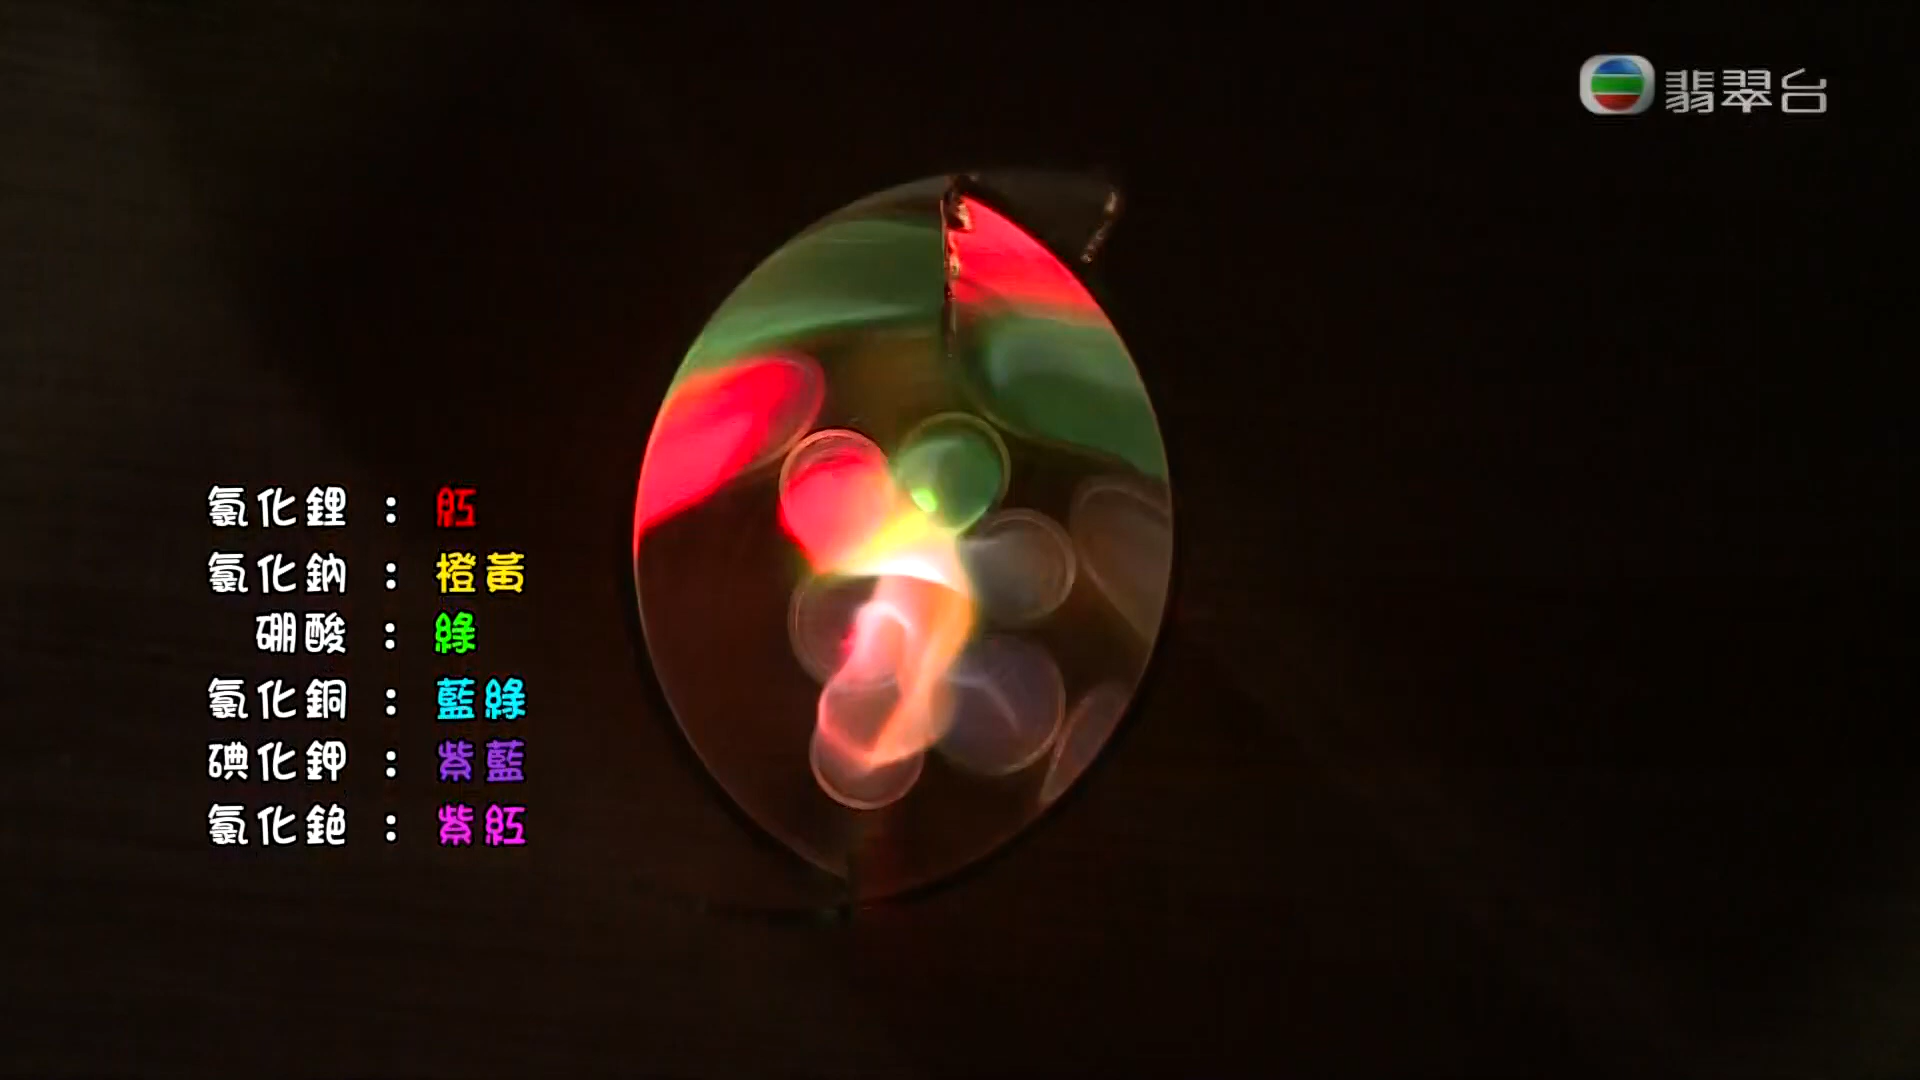 翡翠台
氯化鋰 : 紅
氯化鈉 : 橙黃
硼酸 : 綠
氯化銅 : 藍綠
碘化鉀 : 紫藍
氯化銫 : 紫紅